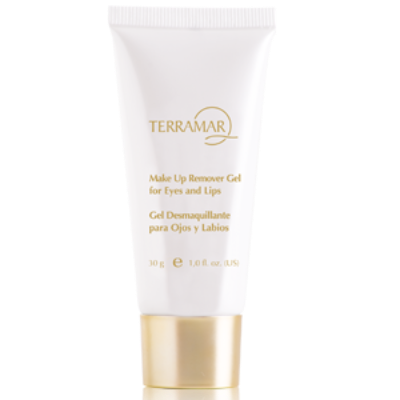 TERRAMAR
Make Up Remover Gel
for Eyes and Lips
Gel Desmaquillante
para Ojos y Labios
30 g. ℮ 1.0 fl. oz. (US)